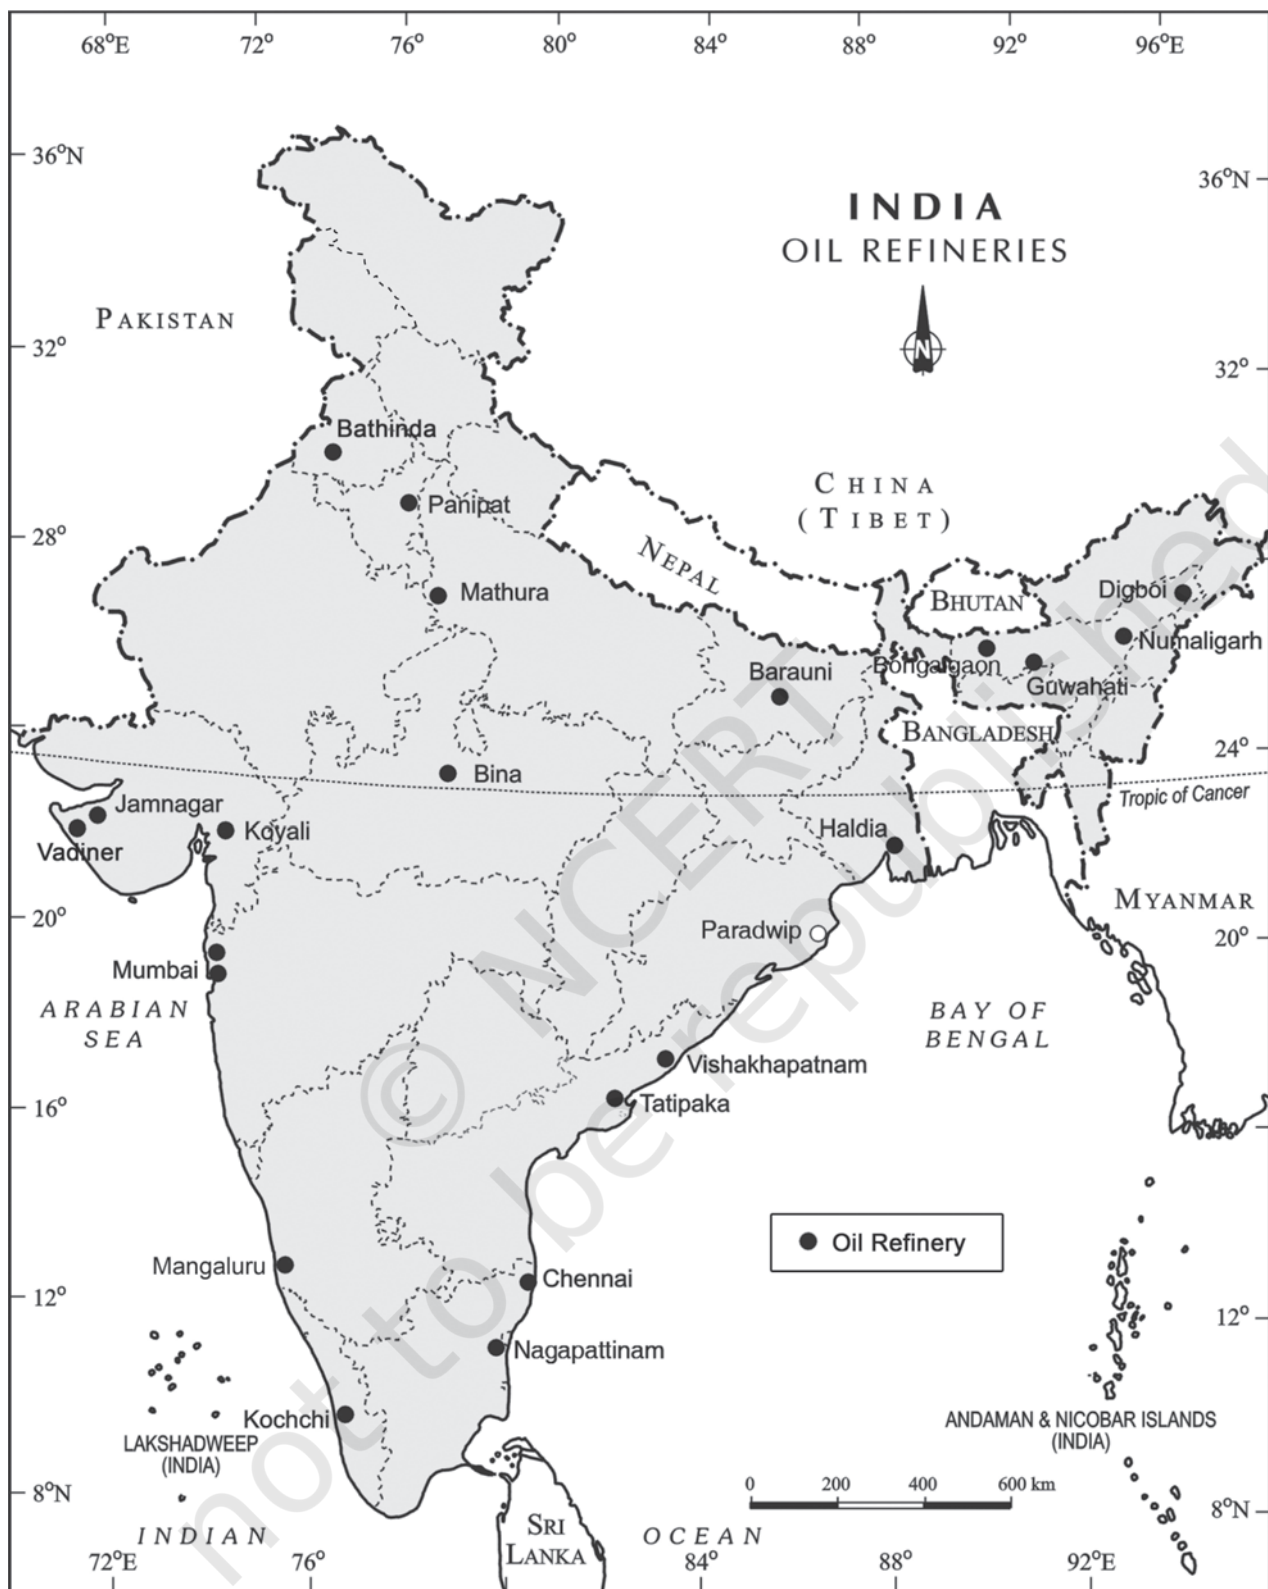 68°E 72° 76° 80° 84° 88° 92° 96°E
36°N
36°N
INDIA
OIL REFINERIES
PAKISTAN
N
32°
32°
Bathinda
CHINA
(TIBET)
Panipat
28°
NEPAL
Mathura
BHUTAN
Digboi
Numaligarh
Bongaigaon
Barauni
Guwahati
BANGLADESH
24°
Bina
Tropic of Cancer
Jamnagar
Koyali
Haldia
Vadiner
MYANMAR
20°
20°
Paradwip
Mumbai
ARABIAN
SEA
BAY OF
BENGAL
Vishakhapatnam
Tatipaka
16°
Oil Refinery
Mangaluru
Chennai
12°
12°
Nagapattinam
Kochchi
LAKSHADWEEP
(INDIA)
ANDAMAN & NICOBAR ISLANDS
(INDIA)
0 200 400 600 km
8°N
8°N
SRI
LANKA
INDIAN OCEAN
72°E 76° 84° 88° 92°E
© NCERT
not to be republished